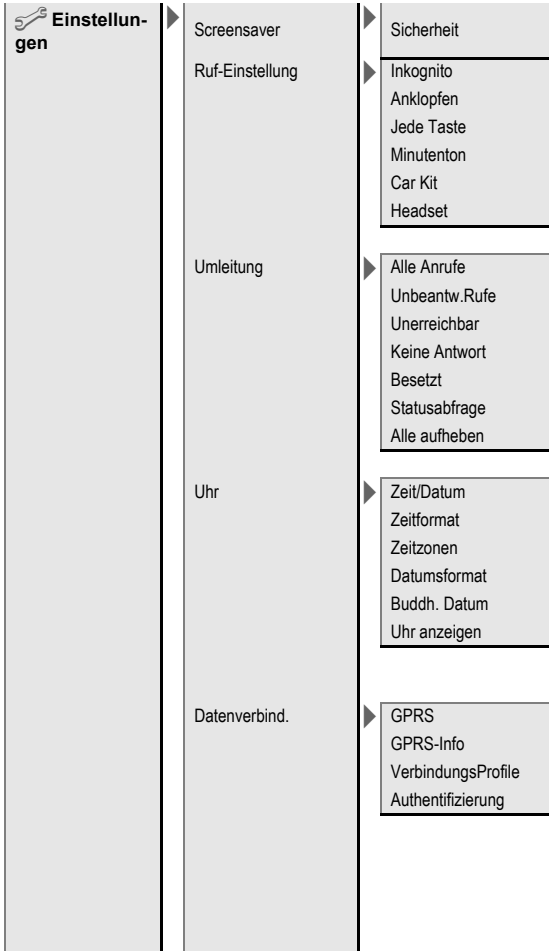 Einstellun-
gen
Screensaver
Sicherheit
Ruf-Einstellung
Inkognito
Anklopfen
Jede Taste
Minutenton
Car Kit
Headset
Umleitung
Alle Anrufe
Unbeantw.Rufe
Unerreichbar
Keine Antwort
Besetzt
Statusabfrage
Alle aufheben
Uhr
Zeit/Datum
Zeitformat
Zeitzonen
Datumsformat
Buddh. Datum
Uhr anzeigen
Datenverbind.
GPRS
GPRS-Info
VerbindungsProfile
Authentifizierung